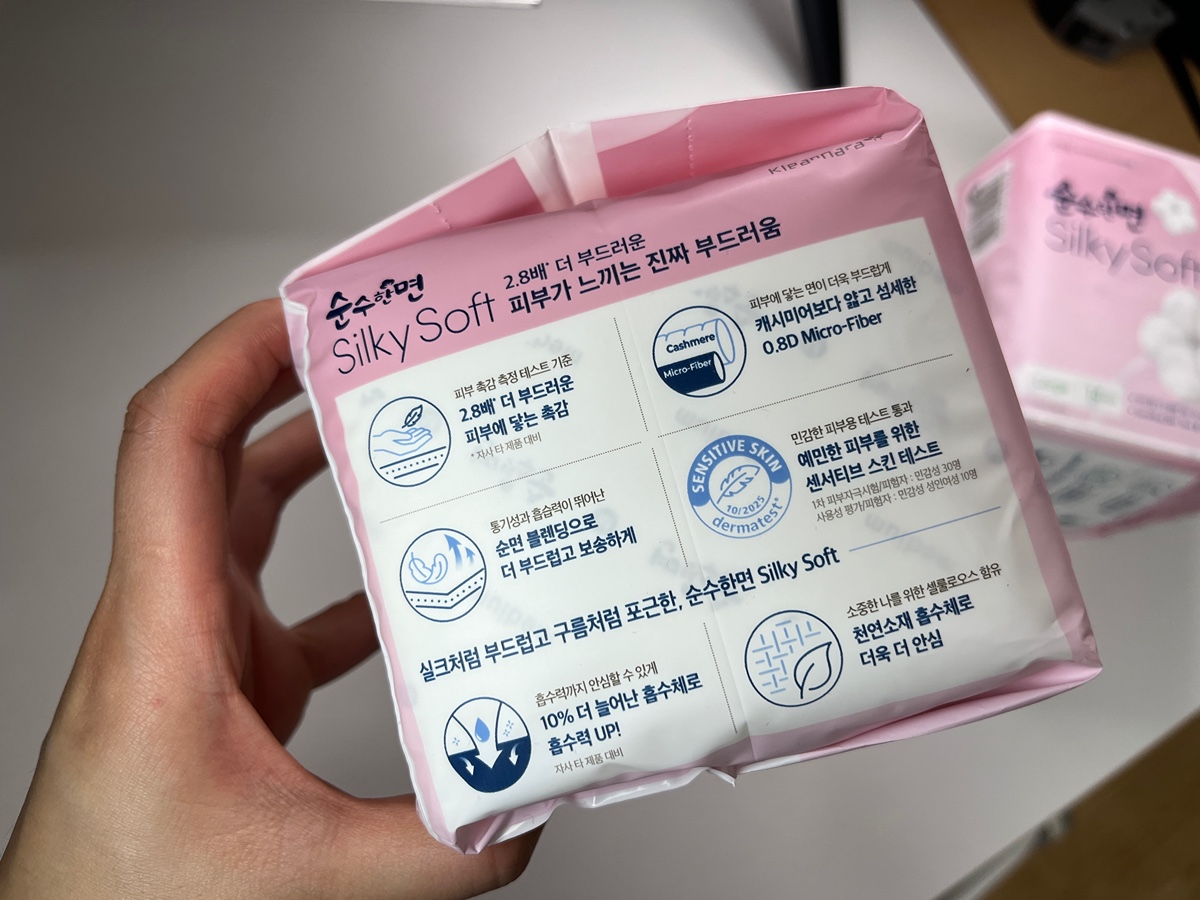 순수한면
Silky Soft
2.8배* 더 부드러운
피부가 느끼는 진짜 부드러움
피부 촉감 측정 테스트 기준
2.8배* 더 부드러운
피부에 닿는 촉감
* 자사 타 제품 대비
Cashmere
Micro-Fiber
피부에 닿는 면이 더욱 부드럽게
캐시미어보다 얇고 섬세한
0.8D Micro-Fiber
통기성과 흡습력이 뛰어난
순면 블렌딩으로
더 부드럽고 보송하게
SENSITIVE SKIN
10/2025
dermatest®
민감한 피부용 테스트 통과
예민한 피부를 위한
센서티브 스킨 테스트
1차 피부자극시험/피험자 : 민감성 30명
사용성 평가/피험자 : 민감성 성인여성 10명
실크처럼 부드럽고 구름처럼 포근한, 순수한면 Silky Soft
흡수력까지 안심할 수 있게
10% 더 늘어난 흡수체로
흡수력 UP!
자사 타 제품 대비
소중한 나를 위한 셀룰로오스 함유
천연소재 흡수체로
더욱 더 안심
순수한면
Silky Soft